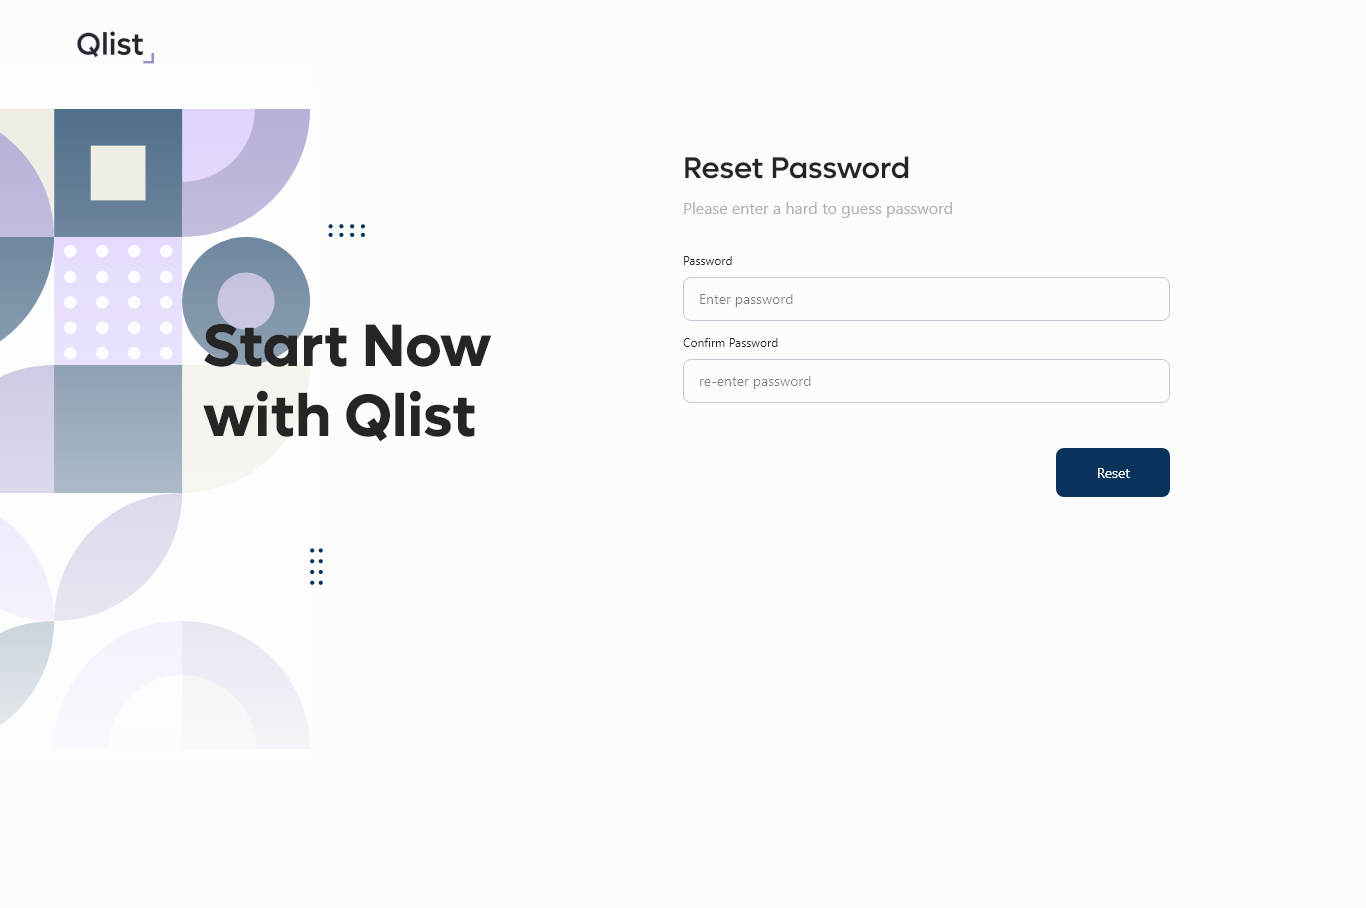 Qlist
Start Now
with Qlist
Reset Password
Please enter a hard to guess password
Password
Enter password
Confirm Password
re-enter password
Reset